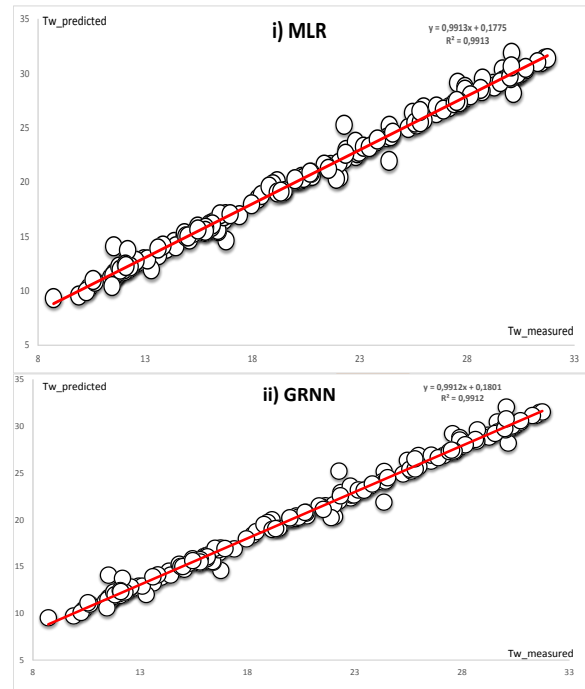 Tw_predicted
i) MLR
y = 0,9913x + 0,1775
R² = 0,9913
35
30
25
20
15
10
5
8 13 18 23 28 33
Tw_measured
Tw_predicted
ii) GRNN
y = 0,9912x + 0,1801
R² = 0,9912
35
30
25
20
15
10
5
Tw_measured
8 13 18 23 28 33